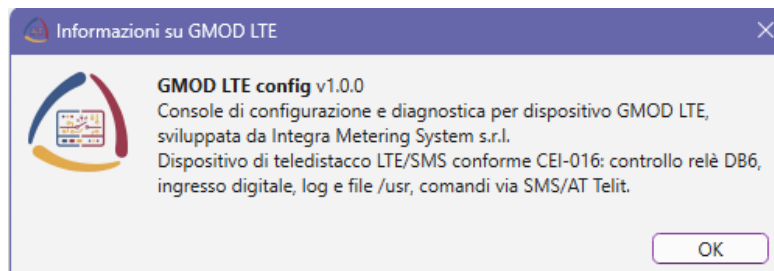 Informazioni su GMOD LTE
GMOD LTE config v1.0.0
Console di configurazione e diagnostica per dispositivo GMOD LTE,
sviluppata da Integra Metering System s.r.l.
Dispositivo di teledistacco LTE/SMS conforme CEI-016: controllo relè DB6,
ingresso digitale, log e file /usr, comandi via SMS/AT Telit.
OK